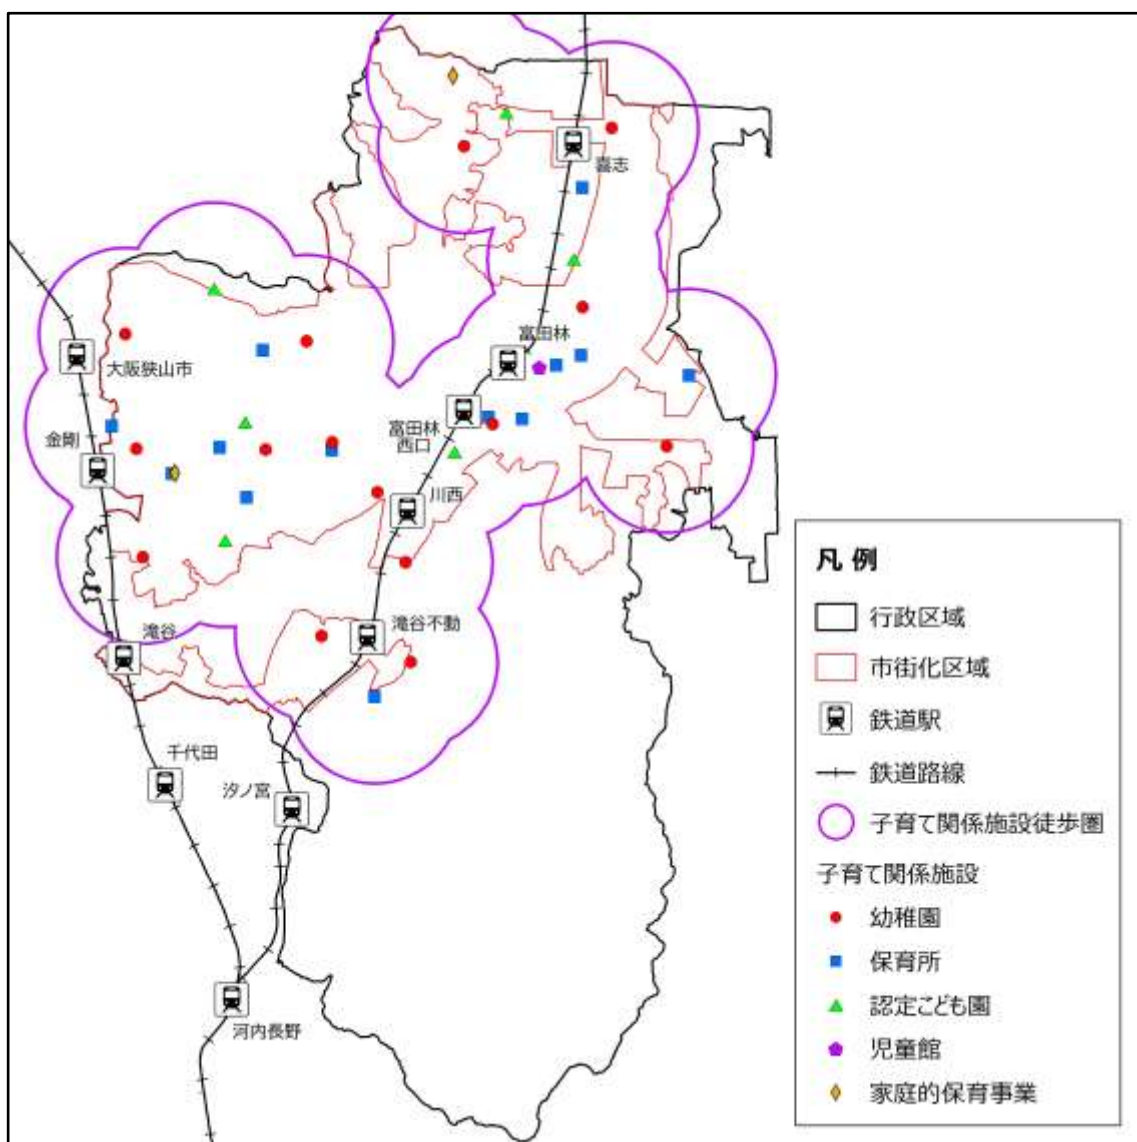 喜志
富田林
大阪狭山市
富田林
西口
金剛
川西
滝谷不動
滝谷
千代田
汐ノ宮
河内長野
凡 例
行政区域
市街化区域
鉄道駅
鉄道路線
子育て関係施設徒歩圏
子育て関係施設
幼稚園
保育所
認定こども園
児童館
家庭的保育事業